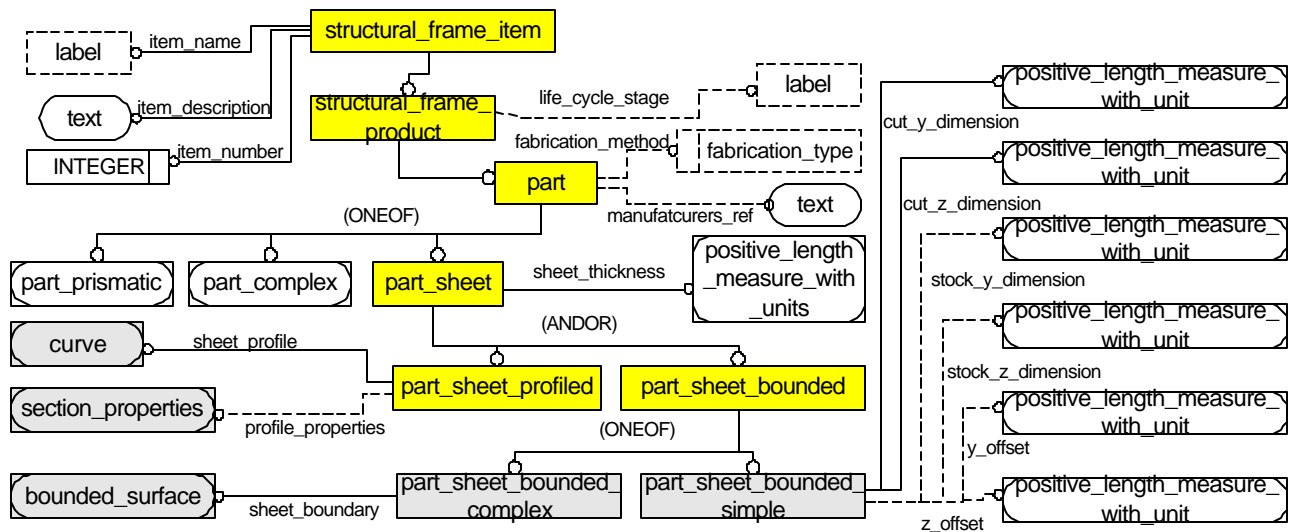 structural_frame_item
item_name
label
structural_frame_
product
life_cycle_stage
label
positive_length_measure_
with_unit
item_description
text
cut_y_dimension
item_number
INTEGER
fabrication_method
fabrication_type
positive_length_measure_
with_unit
part
manufatcurers_ref
text
cut_z_dimension
(ONEOF)
positive_length_measure_
with_unit
part_prismatic
part_complex
part_sheet
sheet_thickness
positive_length
_measure_with
_units
stock_y_dimension
(ANDOR)
positive_length_measure_
with_unit
curve
sheet_profile
stock_z_dimension
part_sheet_profiled
part_sheet_bounded
section_properties
profile_properties
positive_length_measure_
with_unit
(ONEOF)
y_offset
bounded_surface
sheet_boundary
part_sheet_bounded_
complex
part_sheet_bounded_
simple
positive_length_measure_
with_unit
z_offset